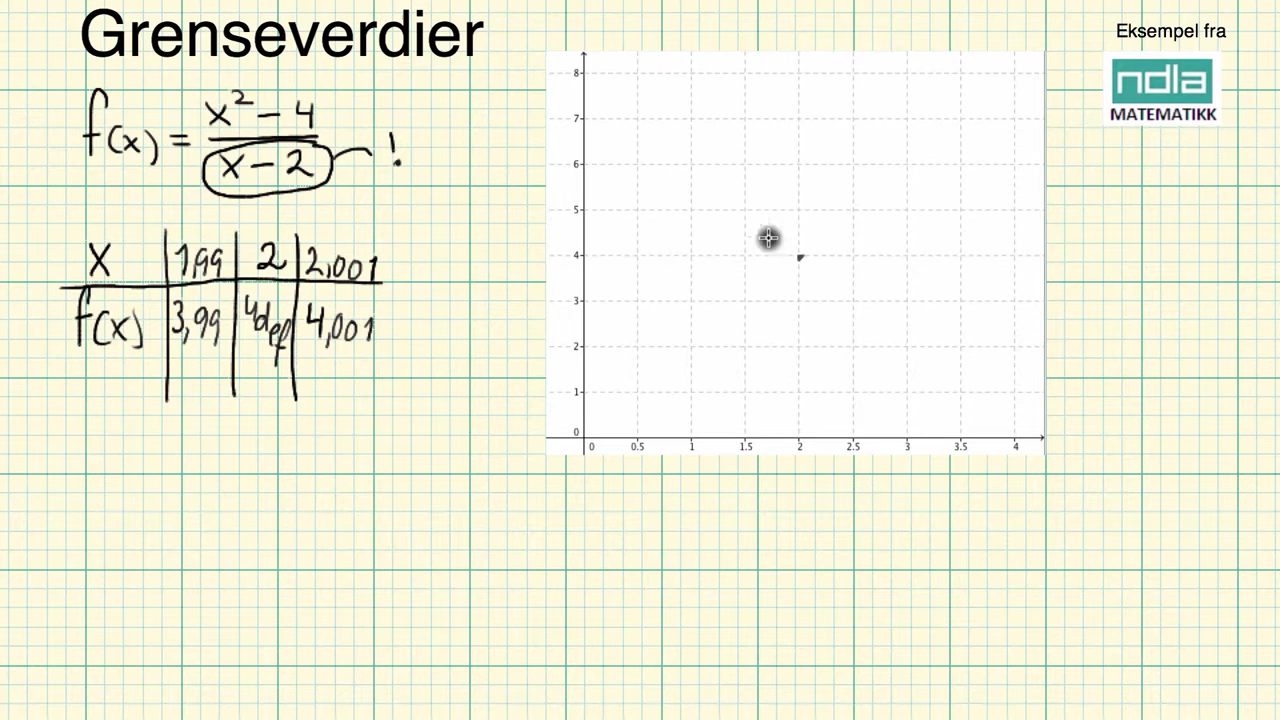 Grenseverdier
Eksempel fra
ndla
MATEMATIKK
f(x) = x² - 4
x - 2 !
x 1,99 2 2,001
f(x) 3,99 udef 4,001
8
7
6
5
4
3
2
1
0
0 0.5 1 1.5 2 2.5 3 3.5 4